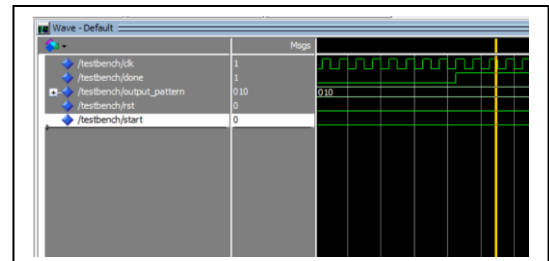 Wave - Default
Msgs
/testbench/clk 1
/testbench/done 1
/testbench/output_pattern 010 010
/testbench/rst 0
/testbench/start 0